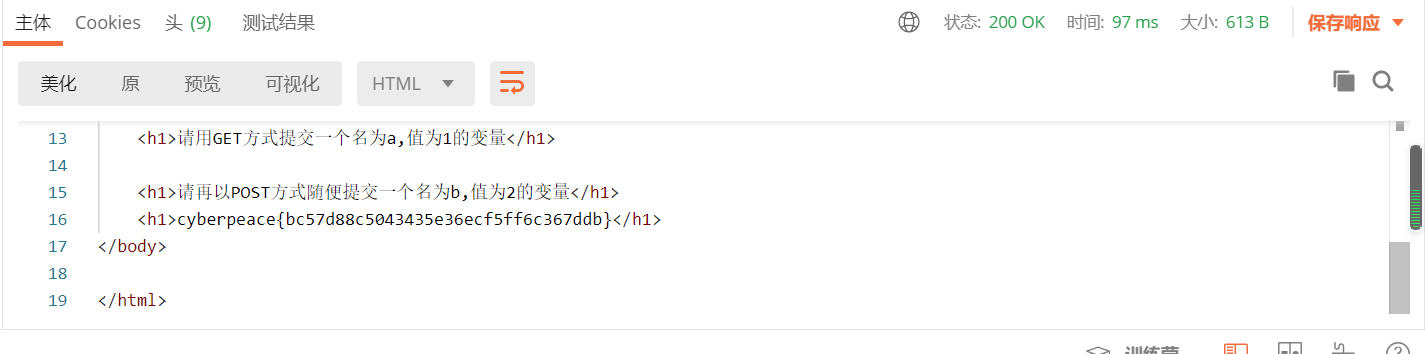 主体 Cookies 头 (9) 测试结果 状态: 200 OK 时间: 97 ms 大小: 613 B 保存响应
美化 原 预览 可视化 HTML
13 <h1>请用GET方式提交一个名为a,值为1的变量</h1>
14
15 <h1>请再以POST方式随便提交一个名为b,值为2的变量</h1>
16 <h1>cyberpeace{bc57d88c5043435e36ecf5ff6c367ddb}</h1>
17 </body>
18
19 </html>
训练营